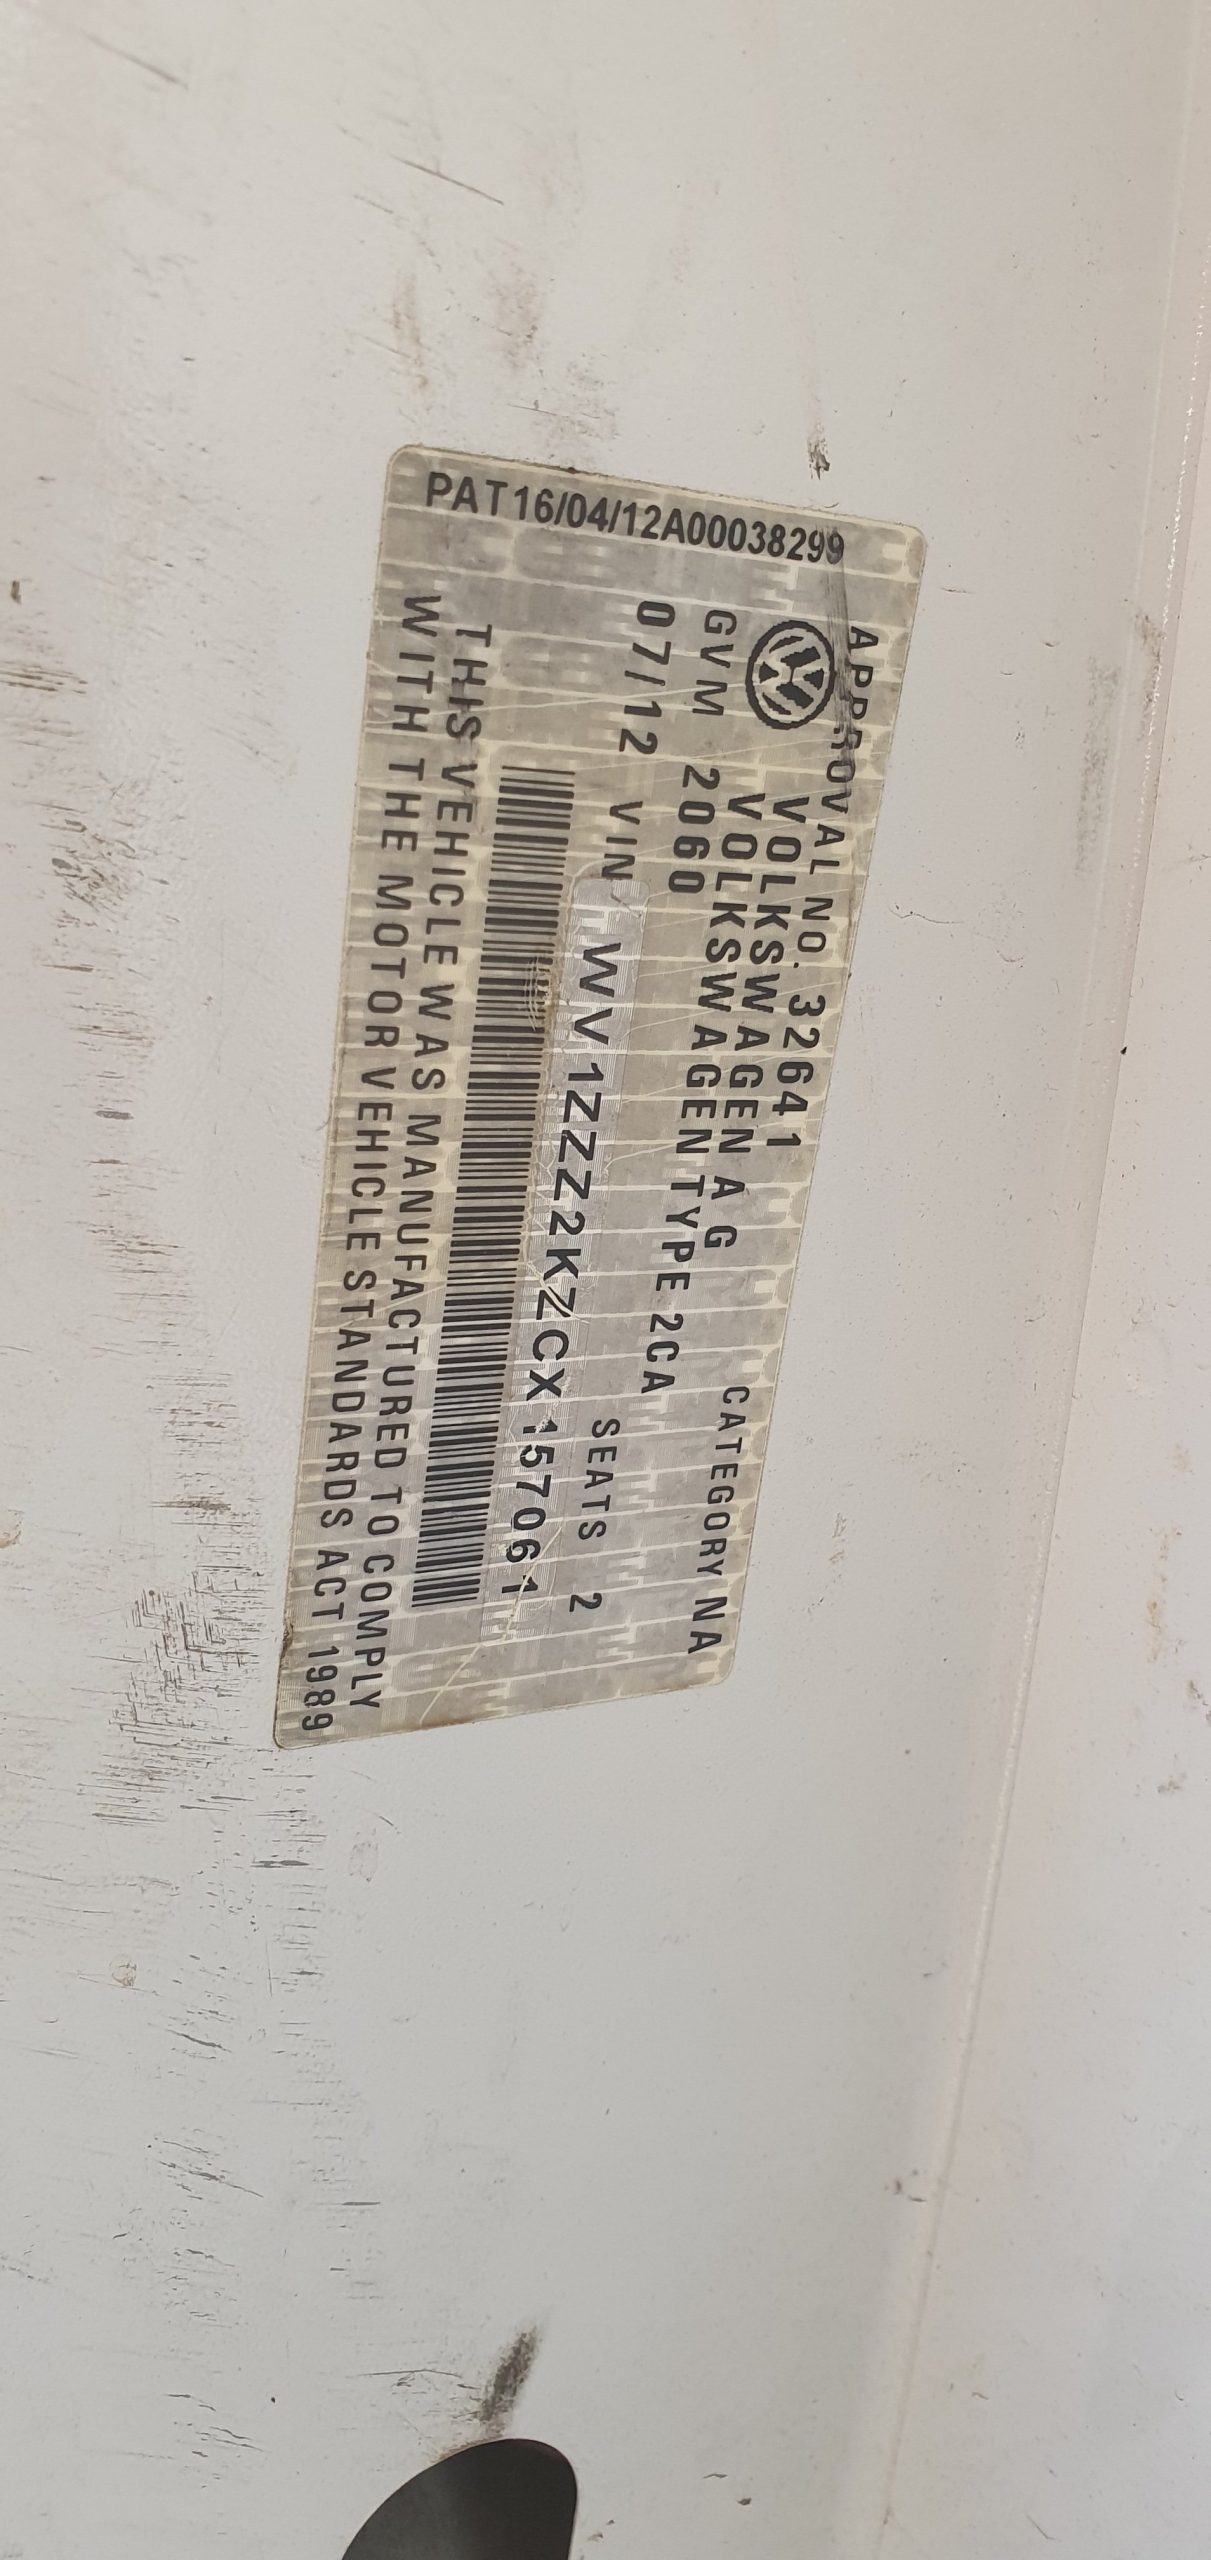 PAT16/04/12A00038299
APPROVAL NO. 32641
VOLKSWAGEN AG CATEGORY NA
VOLKSWAGEN TYPE 2CA
GVM 2060 SEATS 2
07/12 VIN WV1ZZZ2KZCX157061
THIS VEHICLE WAS MANUFACTURED TO COMPLY
WITH THE MOTOR VEHICLE STANDARDS ACT 1989